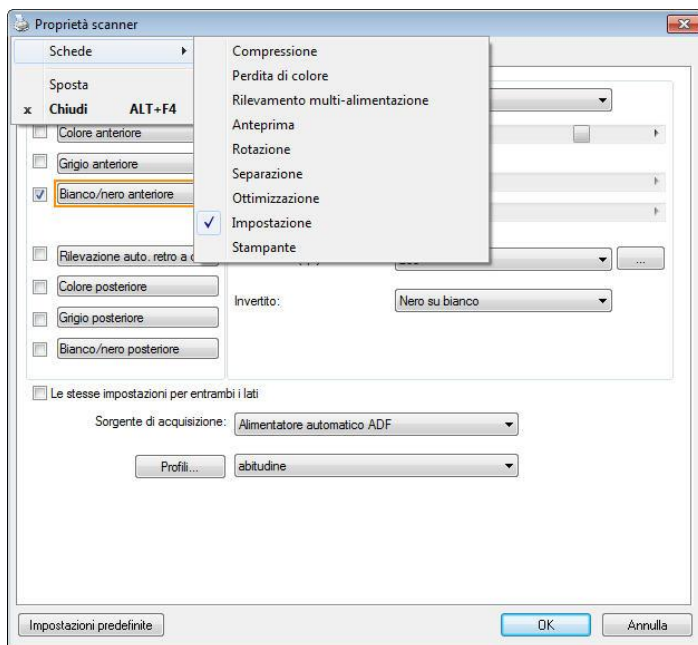 Proprietà scanner
Schede
Sposta
x Chiudi ALT+F4
Compressione
Perdita di colore
Rilevamento multi-alimentazione
Anteprima
Rotazione
Separazione
Ottimizzazione
Impostazione
Stampante
Colore anteriore
Grigio anteriore
Bianco/nero anteriore
Rilevazione auto. retro a
...
Colore posteriore
Invertito:
Nero su bianco
Grigio posteriore
Bianco/nero posteriore
Le stesse impostazioni per entrambi i lati
Sorgente di acquisizione:
Alimentatore automatico ADF
Profili...
abitudine
Impostazioni predefinite
OK
Annulla